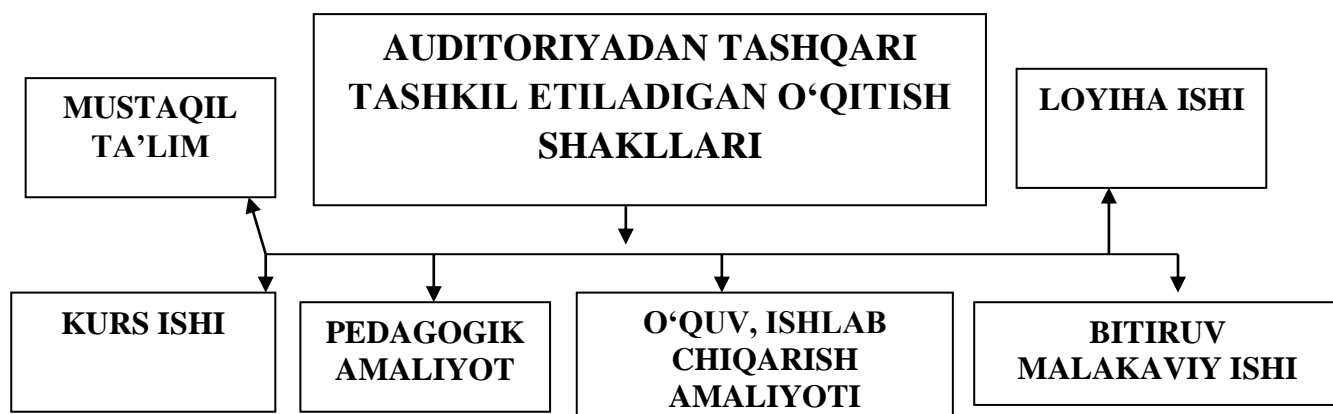 AUDITORIYADAN TASHQARI
TASHKIL ETILADIGAN O‘QITISH
SHAKLLARI
MUSTAQIL
TA’LIM
LOYIHA ISHI
KURS ISHI
PEDAGOGIK
AMALIYOT
O‘QUV, ISHLAB
CHIQARISH
AMALIYOTI
BITIRUV
MALAKAVIY ISHI